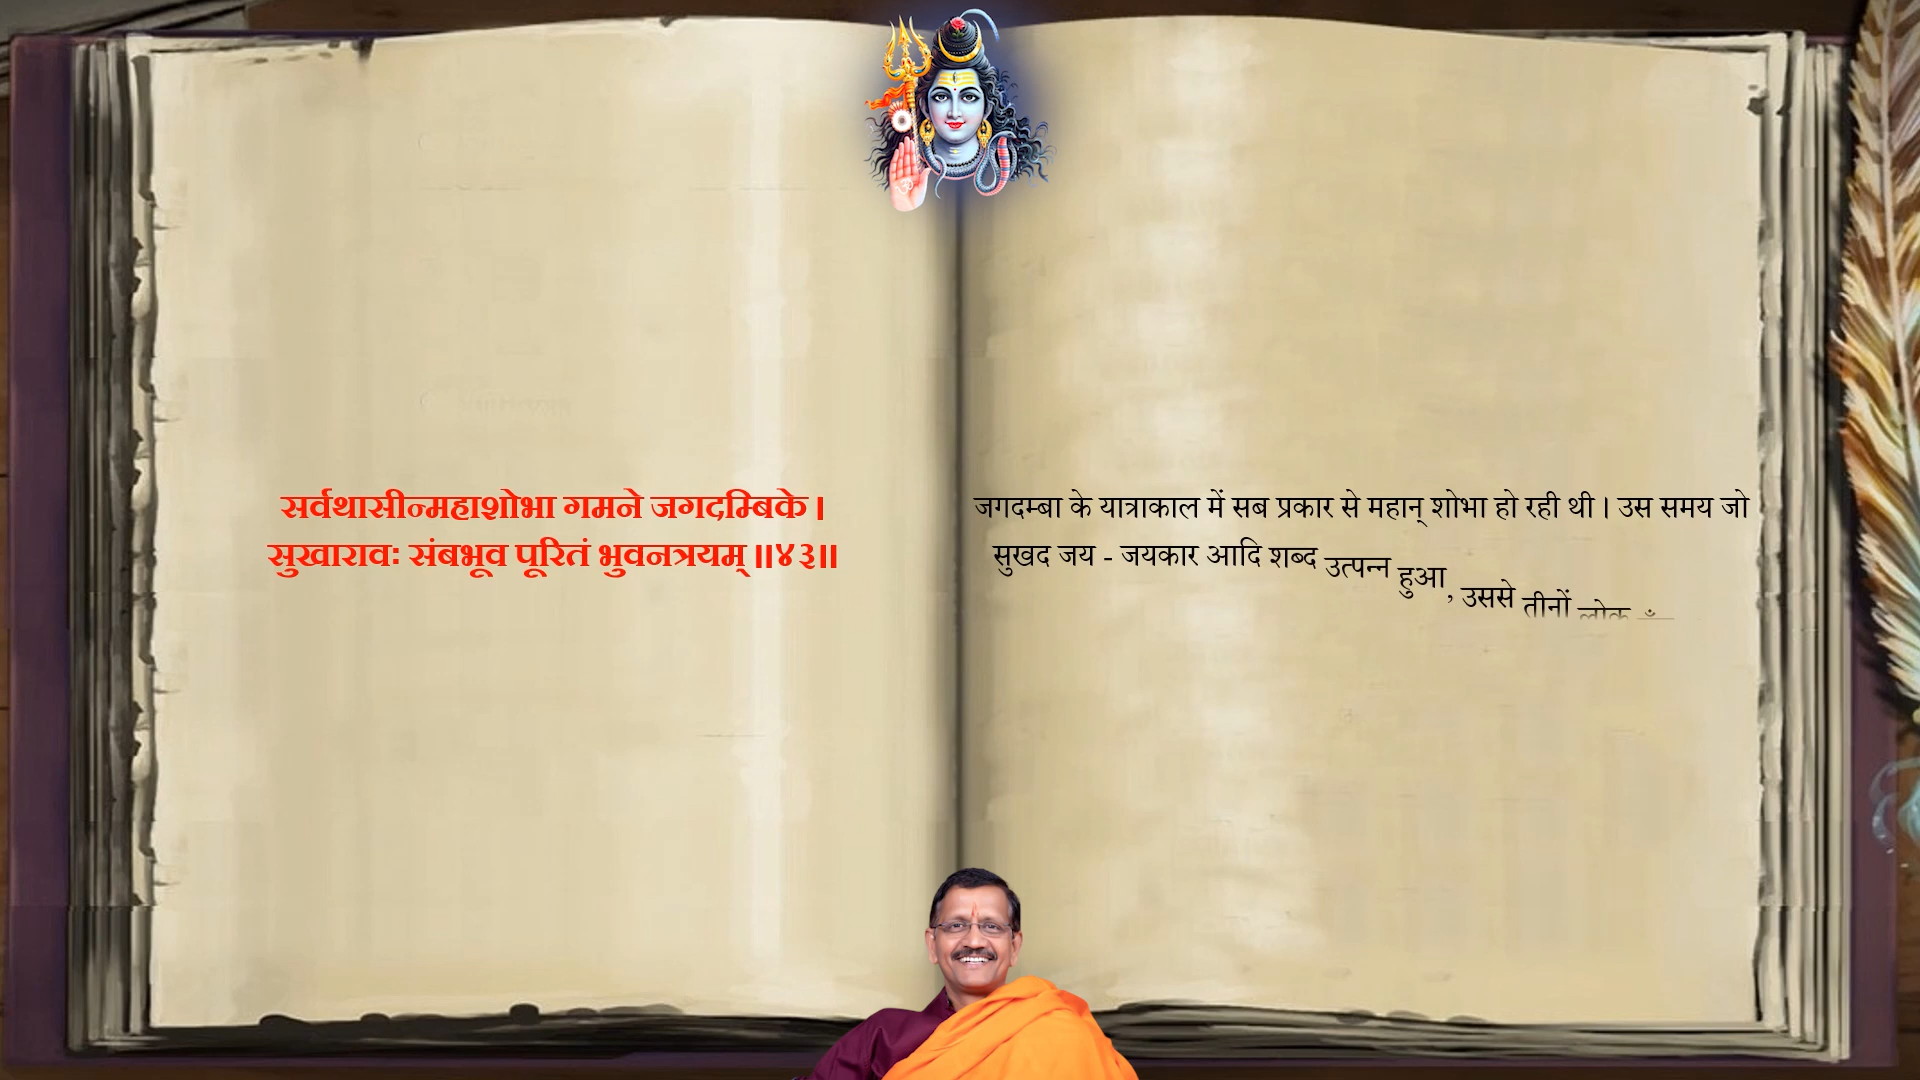 सर्वथासीन्महाशोभा गमने जगदम्बिके ।
सुखारावः संबभूव पूरितं भुवनत्रयम् ॥४३॥
जगदम्बा के यात्राकाल में सब प्रकार से महान् शोभा हो रही थी । उस समय जो
सुखद जय - जयकार आदि शब्द उत्पन्न हुआ, उससे तीनों लोक